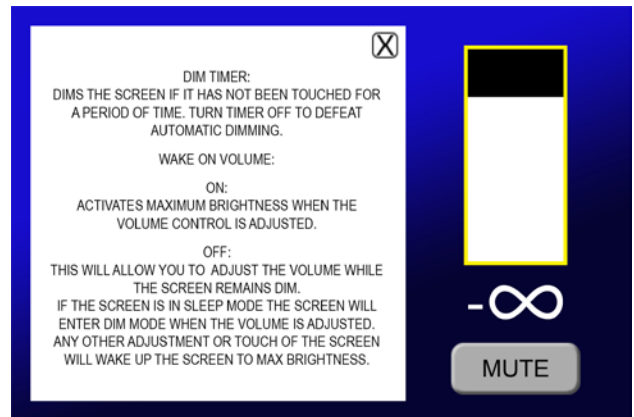 X
DIM TIMER:
DIMS THE SCREEN IF IT HAS NOT BEEN TOUCHED FOR
A PERIOD OF TIME. TURN TIMER OFF TO DEFEAT
AUTOMATIC DIMMING.
WAKE ON VOLUME:
ON:
ACTIVATES MAXIMUM BRIGHTNESS WHEN THE
VOLUME CONTROL IS ADJUSTED.
OFF:
THIS WILL ALLOW YOU TO ADJUST THE VOLUME WHILE
THE SCREEN REMAINS DIM.
IF THE SCREEN IS IN SLEEP MODE THE SCREEN WILL
ENTER DIM MODE WHEN THE VOLUME IS ADJUSTED.
ANY OTHER ADJUSTMENT OR TOUCH OF THE SCREEN
WILL WAKE UP THE SCREEN TO MAX BRIGHTNESS.
-∞
MUTE